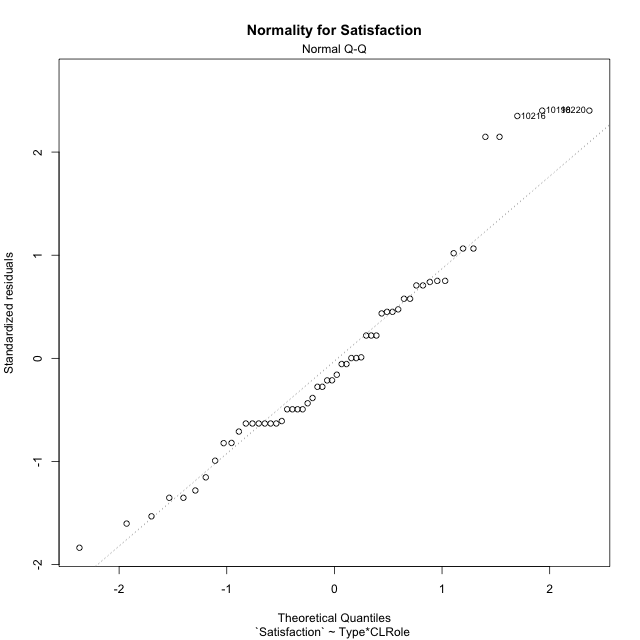 Normality for Satisfaction
Normal Q-Q
10216
10220
2
1
0
-1
-2
Standardized residuals
-2
-1
0
1
2
Theoretical Quantiles
`Satisfaction` ~ Type*CLRole